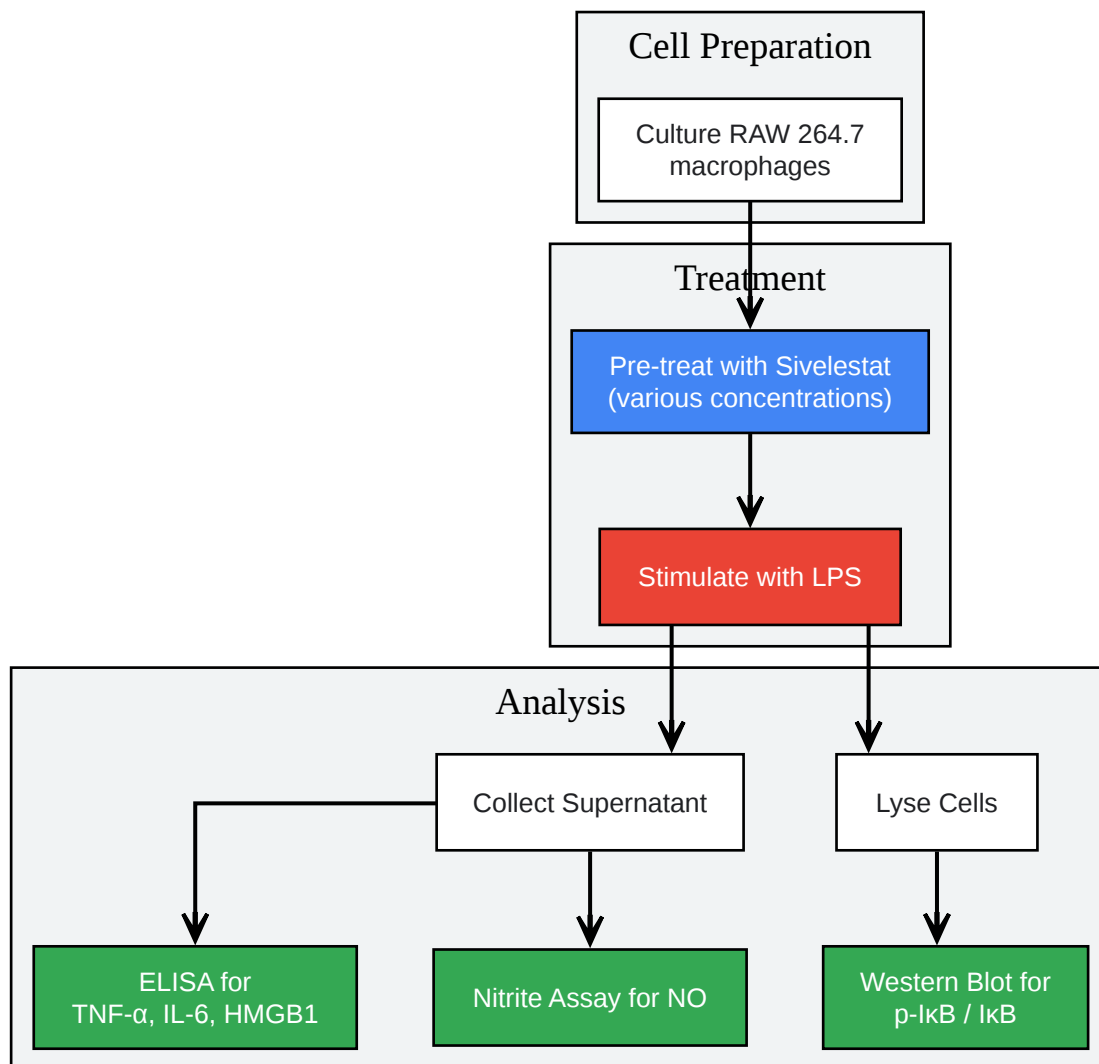 Cell Preparation
Culture RAW 264.7
macrophages
Treatment
Pre-treat with Sivelestat
(various concentrations)
Stimulate with LPS
Analysis
Collect Supernatant
Lyse Cells
ELISA for
TNF-α, IL-6, HMGB1
Nitrite Assay for NO
Western Blot for
p-IκB / IκB